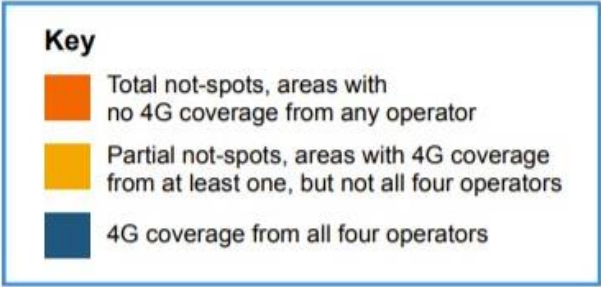 Key
Total not-spots, areas with
no 4G coverage from any operator
Partial not-spots, areas with 4G coverage
from at least one, but not all four operators
4G coverage from all four operators